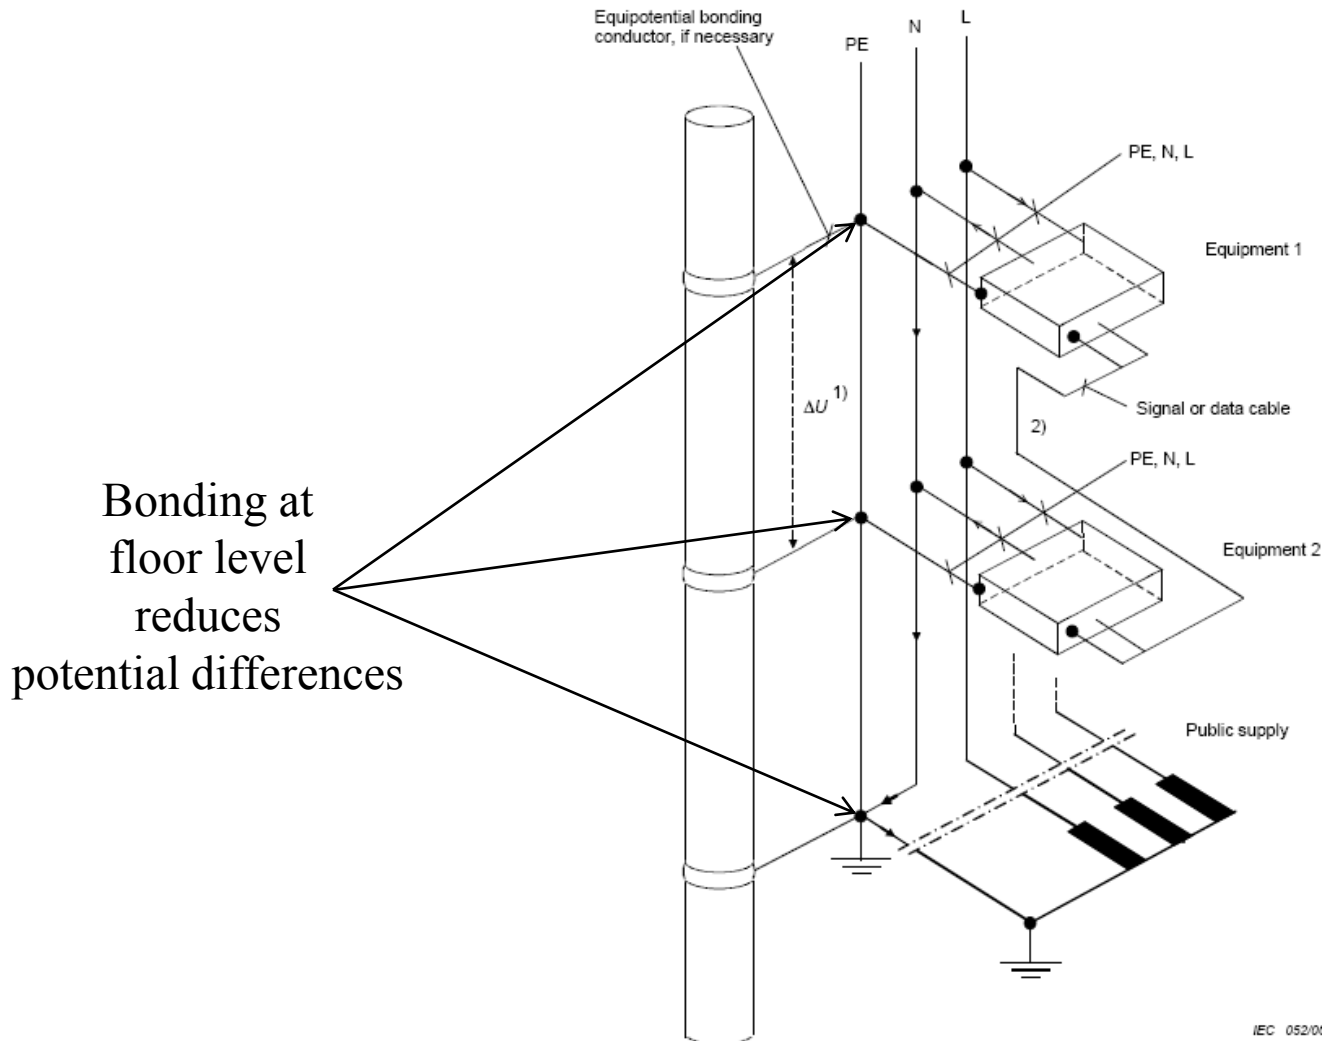 Equipotential bonding
conductor, if necessary
PE
N
L
PE, N, L
Equipment 1
ΔU 1)
Signal or data cable
2)
PE, N, L
Bonding at
floor level
reduces
potential differences
Equipment 2
Public supply